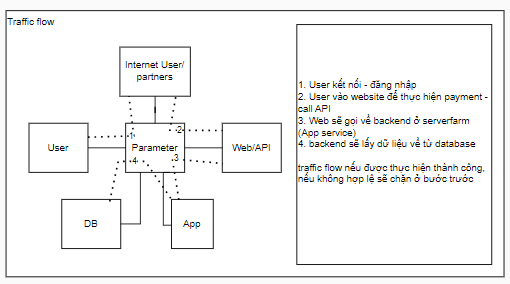 Traffic flow
Internet User/
partners
User
1
2
Parameter
4
3
Web/API
DB
App
1. User kết nối - đăng nhập
2. User vào website để thực hiện payment -
call API
3. Web sẽ gọi về backend ở serverfarm
(App service)
4. backend sẽ lấy dữ liệu về từ database
traffic flow nếu được thực hiện thành công,
nếu không hợp lệ sẽ chặn ở bước trước